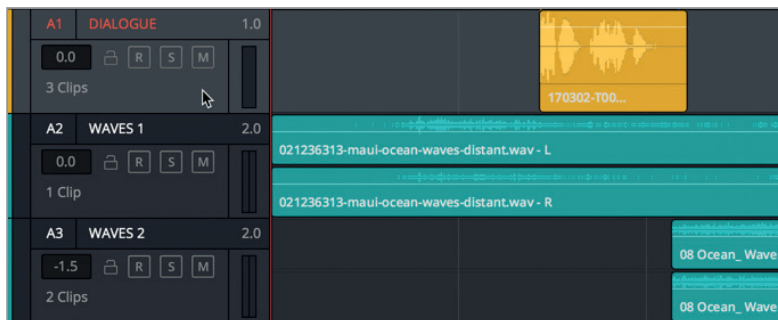 A1 DIALOGUE 1.0
0.0 R S M
3 Clips
170302-T00...
A2 WAVES 1 2.0
021236313-maui-ocean-waves-distant.wav - L
0.0 R S M
1 Clip
021236313-maui-ocean-waves-distant.wav - R
A3 WAVES 2 2.0
08 Ocean_ Wave
-1.5 R S M
2 Clips
08 Ocean_ Wave